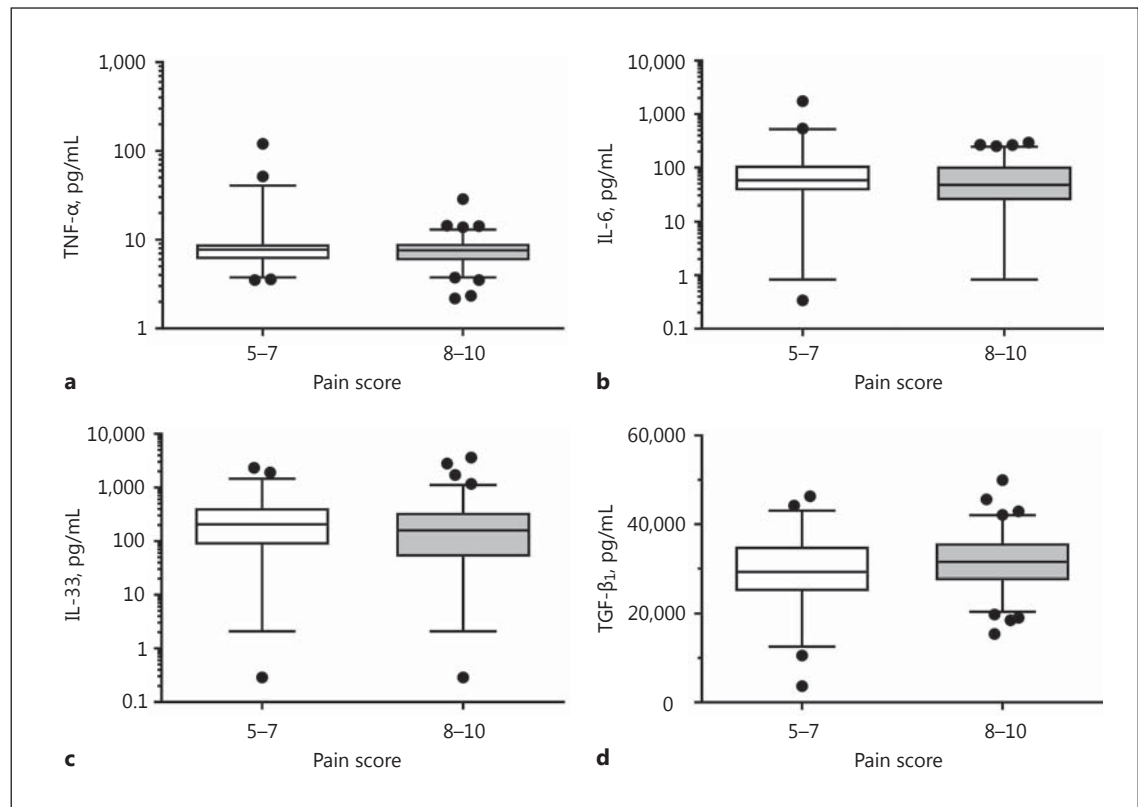 1,000
100
10
1
TNF-α, pg/mL
5–7
8–10
Pain score
a
10,000
1,000
100
10
1
0.1
IL-6, pg/mL
5–7
8–10
Pain score
b
10,000
1,000
100
10
1
0.1
IL-33, pg/mL
5–7
8–10
Pain score
c
60,000
40,000
20,000
0
TGF-β₁, pg/mL
5–7
8–10
Pain score
d